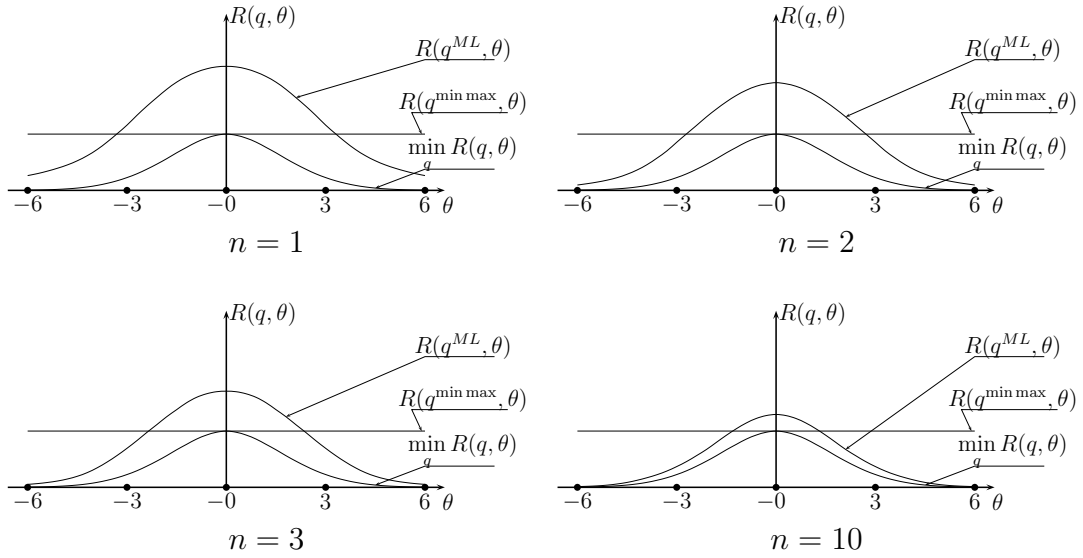 R(q, θ)
R(q^{ML}, θ)
R(q^{min max}, θ)
min_q R(q, θ)
−6 −3 −0 3 6 θ
n = 1
R(q, θ)
R(q^{ML}, θ)
R(q^{min max}, θ)
min_q R(q, θ)
−6 −3 −0 3 6 θ
n = 2
R(q, θ)
R(q^{ML}, θ)
R(q^{min max}, θ)
min_q R(q, θ)
−6 −3 −0 3 6 θ
n = 3
R(q, θ)
R(q^{ML}, θ)
R(q^{min max}, θ)
min_q R(q, θ)
−6 −3 −0 3 6 θ
n = 10